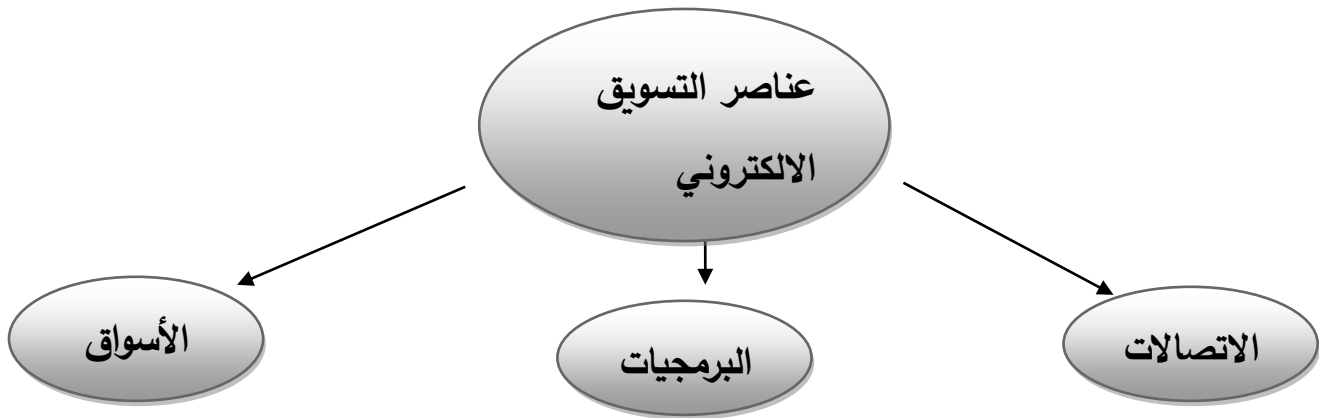 عناصر التسويق
الالكتروني
الاتصالات
البرمجيات
الأسواق